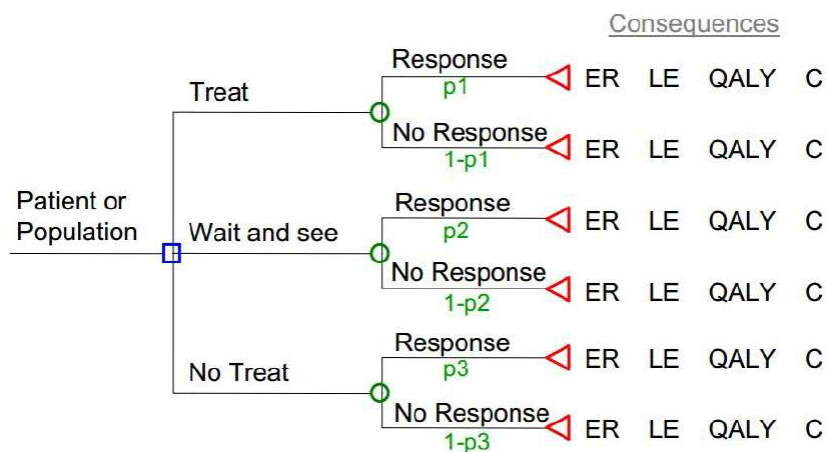 Consequences
Response
p1
ER LE QALY C
Treat
No Response
1-p1
ER LE QALY C
Patient or
Population
Response
p2
ER LE QALY C
Wait and see
No Response
1-p2
ER LE QALY C
Response
p3
ER LE QALY C
No Treat
No Response
1-p3
ER LE QALY C